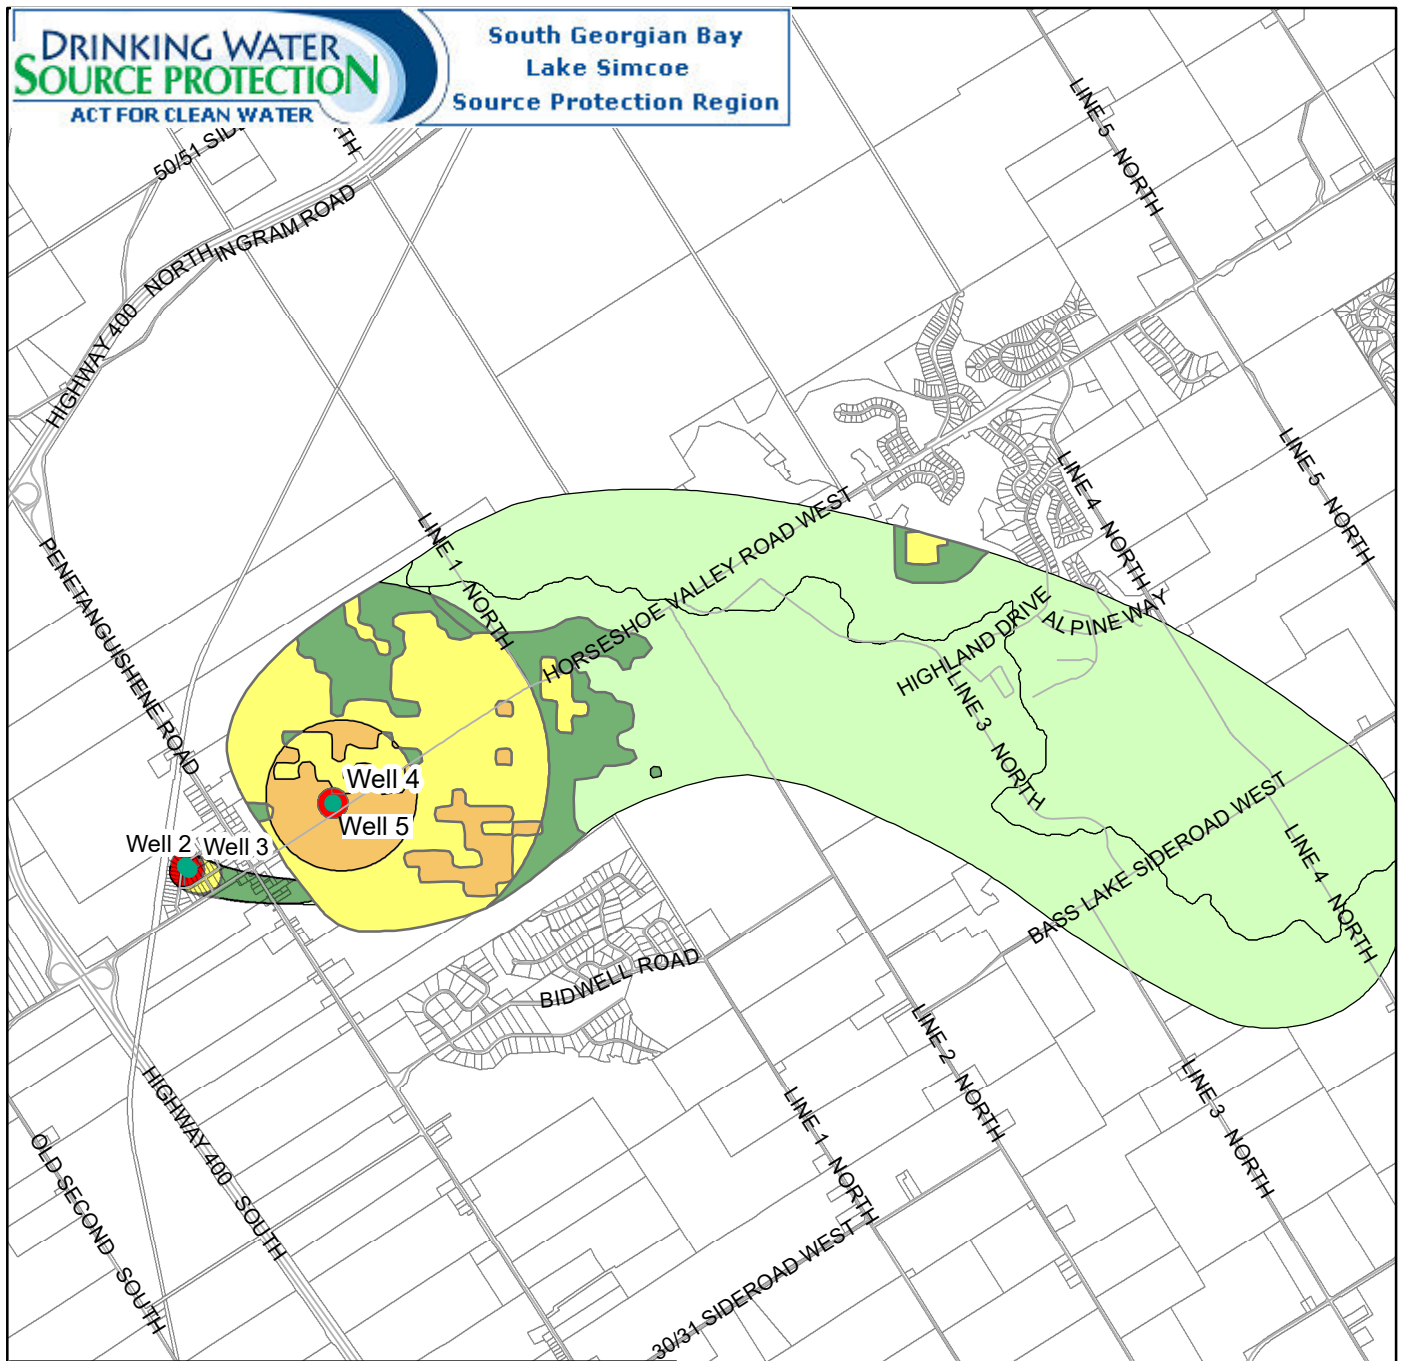 DRINKING WATER
SOURCE PROTECTION
ACT FOR CLEAN WATER
South Georgian Bay
Lake Simcoe
Source Protection Region
50/51
INGRAM ROAD
HIGHWAY 400 NORTH
LINE 5 NORTH
LINE 5 NORTH
LINE 4 NORTH
PENETANGUISHENE ROAD
LINE 1 NORTH
HORSESHOE VALLEY ROAD WEST
HIGHLAND DRIVE
ALPINE WAY
LINE 3 NORTH
Well 4
Well 5
Well 2
Well 3
BASS LAKE SIDEROAD WEST
LINE 4 NORTH
BIDWELL ROAD
LINE 2 NORTH
LINE 3 NORTH
LINE 1 NORTH
HIGHWAY 400 SOUTH
OLD SECOND SOUTH
30/31 SIDEROAD WEST